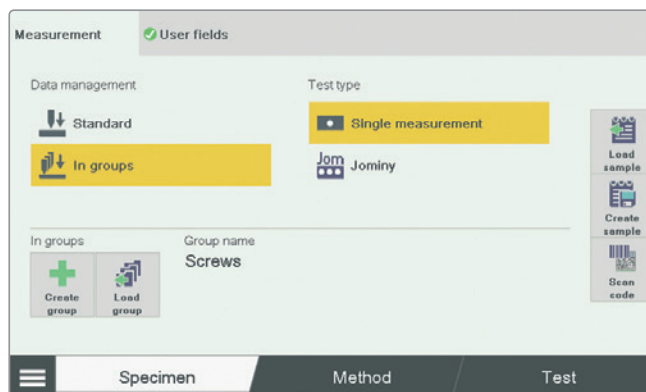 Measurement
User fields
Data management
Test type
Standard
Single measurement
In groups
Jom
Jominy
Load
sample
Create
sample
Scan
code
In groups
Group name
Screws
Create
group
Load
group
Specimen
Method
Test